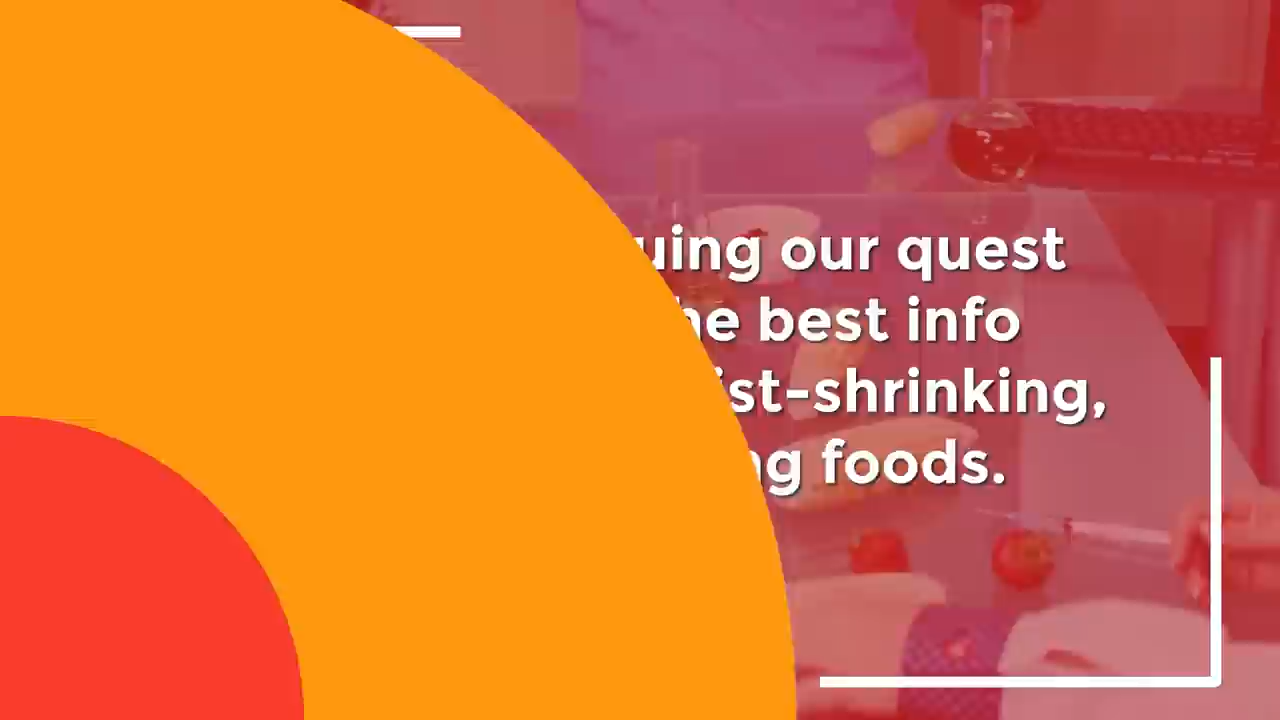 uing our quest
he best info
ist-shrinking,
ng foods.